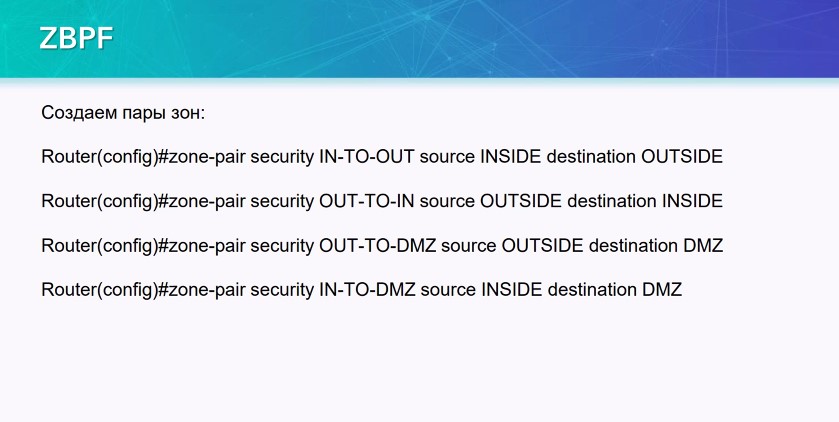 ZBPF
Создаем пары зон:
Router(config)#zone-pair security IN-TO-OUT source INSIDE destination OUTSIDE
Router(config)#zone-pair security OUT-TO-IN source OUTSIDE destination INSIDE
Router(config)#zone-pair security OUT-TO-DMZ source OUTSIDE destination DMZ
Router(config)#zone-pair security IN-TO-DMZ source INSIDE destination DMZ